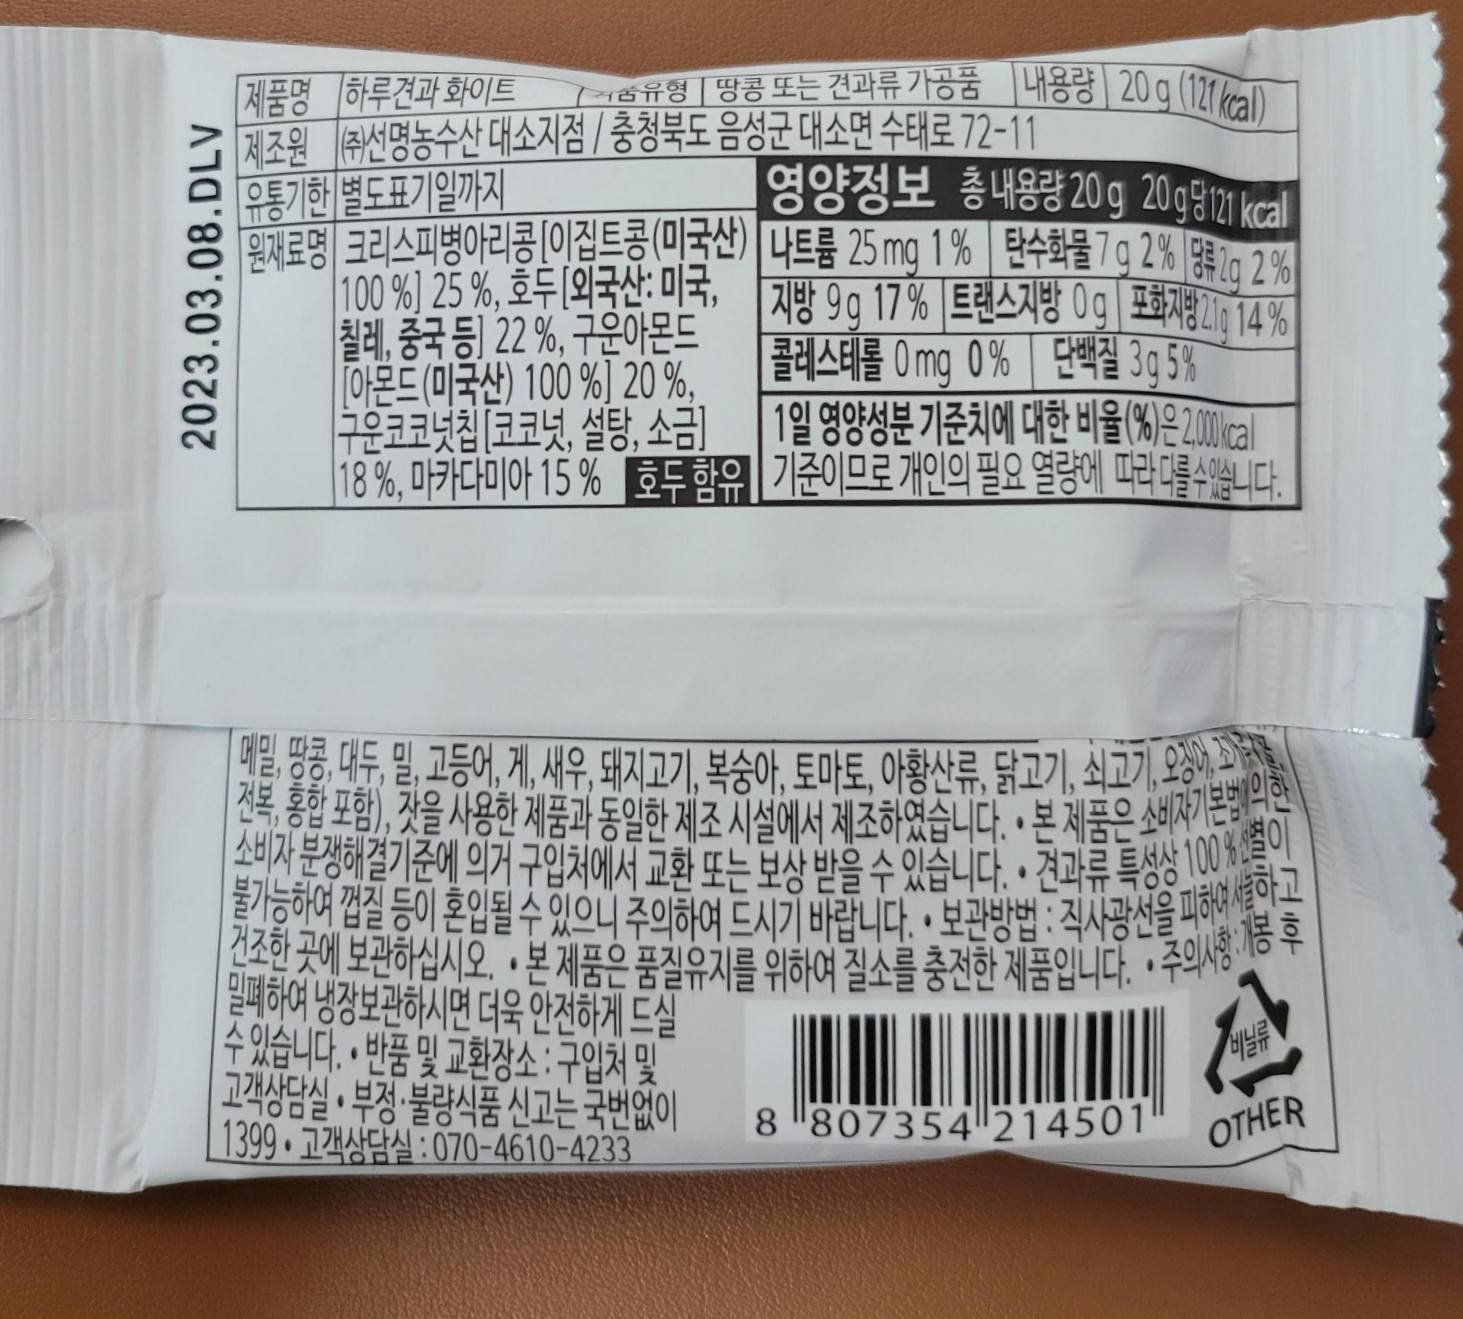 제품명 하루견과 화이트 식품유형 땅콩 또는 견과류 가공품 내용량 20 g (121 kcal)
제조원 ㈜선명농수산 대소지점 / 충청북도 음성군 대소면 수태로 72-11
유통기한 별도표기일까지
원재료명 크리스피병아리콩[이집트콩(미국산)
100 %] 25 %, 호두[외국산: 미국,
칠레, 중국 등] 22 %, 구운아몬드
[아몬드(미국산) 100 %] 20 %,
구운코코넛칩[코코넛, 설탕, 소금]
18 %, 마카다미아 15 % 호두 함유
영양정보 총 내용량 20 g 20 g당 121 kcal
나트륨 25 mg 1 % 탄수화물 7 g 2 % 당류 2g 2 %
지방 9 g 17 % 트랜스지방 0 g 포화지방 2.1g 14 %
콜레스테롤 0 mg 0 % 단백질 3 g 5 %
1일 영양성분 기준치에 대한 비율(%)은 2,000 kcal
기준이므로 개인의 필요 열량에 따라 다를 수 있습니다.
2023.03.08.DLV
메밀, 땅콩, 대두, 밀, 고등어, 게, 새우, 돼지고기, 복숭아, 토마토, 아황산류, 닭고기, 쇠고기, 오징어,
전복, 홍합 포함), 잣을 사용한 제품과 동일한 제조 시설에서 제조하였습니다. • 본 제품은 소비자기본법에 의한
소비자 분쟁해결기준에 의거 구입처에서 교환 또는 보상 받을 수 있습니다. • 견과류 특성상 100 % 선별이
불가능하여 껍질 등이 혼입될 수 있으니 주의하여 드시기 바랍니다. • 보관방법 : 직사광선을 피하여 서늘하고
건조한 곳에 보관하십시오. • 본 제품은 품질유지를 위하여 질소를 충전한 제품입니다. • 주의사항 : 개봉 후
밀폐하여 냉장보관하시면 더욱 안전하게 드실
수 있습니다. • 반품 및 교환장소 : 구입처 및
고객상담실 • 부정·불량식품 신고는 국번없이
1399 • 고객상담실 : 070-4610-4233
8 807354 214501
비닐류
OTHER